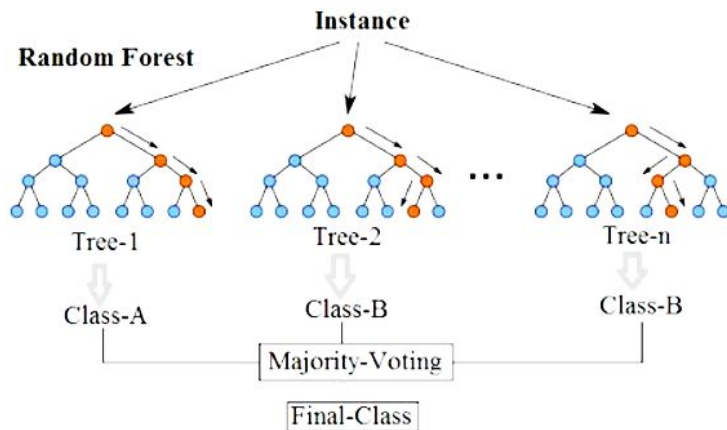 Instance
Random Forest
...
Tree-1 Tree-2 Tree-n
Class-A Class-B Class-B
Majority-Voting
Final-Class